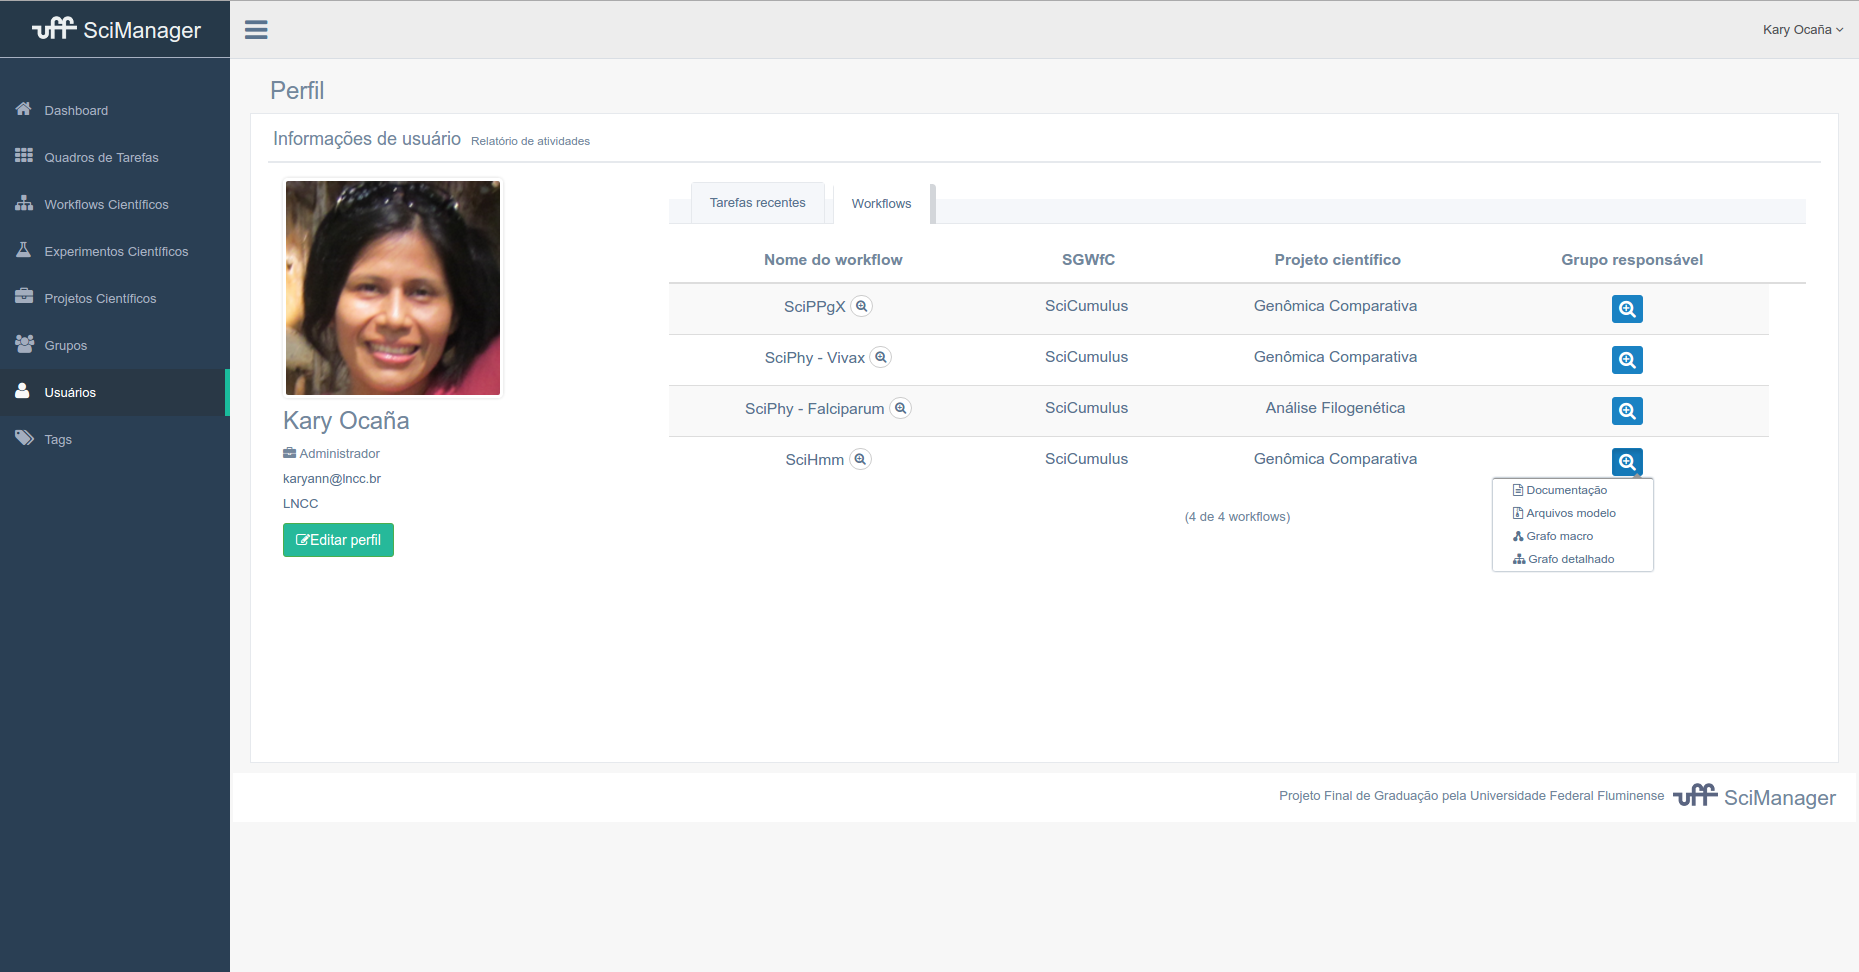 uff SciManager
Kary Ocaña
Dashboard
Quadros de Tarefas
Workflows Científicos
Experimentos Científicos
Projetos Científicos
Grupos
Usuários
Tags
Perfil
Informações de usuário Relatório de atividades
Kary Ocaña
Administrador
karyann@lncc.br
LNCC
Editar perfil
Tarefas recentes Workflows
Nome do workflow SGWfC Projeto científico Grupo responsável
SciPPgX SciCumulus Genômica Comparativa
SciPhy - Vivax SciCumulus Genômica Comparativa
SciPhy - Falciparum SciCumulus Análise Filogenética
SciHmm SciCumulus Genômica Comparativa
Documentação
Arquivos modelo
Grafo macro
Grafo detalhado
(4 de 4 workflows)
Projeto Final de Graduação pela Universidade Federal Fluminense uff SciManager